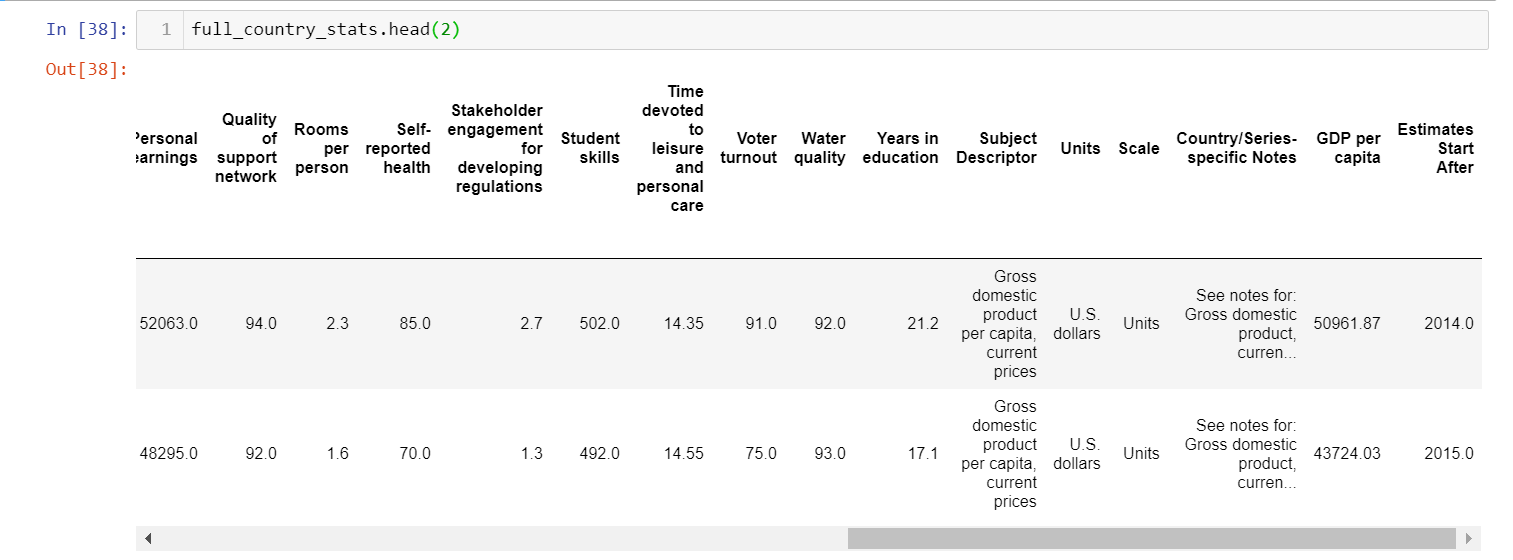 In [38]: 1 full_country_stats.head(2)
Out[38]:
Personal earnings Quality of support network Rooms per person Self-reported health Stakeholder engagement for developing regulations Student skills Time devoted to leisure and personal care Voter turnout Water quality Years in education Subject Descriptor Units Scale Country/Series-specific Notes GDP per capita Estimates Start After
52063.0 94.0 2.3 85.0 2.7 502.0 14.35 91.0 92.0 21.2 Gross domestic product per capita, current prices U.S. dollars Units See notes for: Gross domestic product, curren... 50961.87 2014.0
48295.0 92.0 1.6 70.0 1.3 492.0 14.55 75.0 93.0 17.1 Gross domestic product per capita, current prices U.S. dollars Units See notes for: Gross domestic product, curren... 43724.03 2015.0